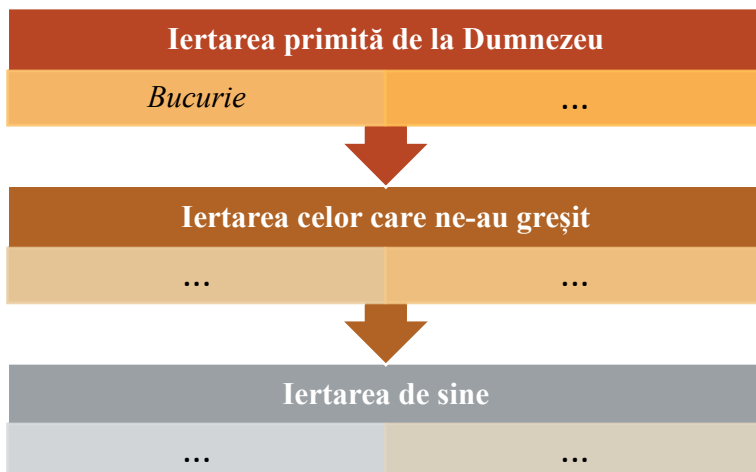 Iertarea primită de la Dumnezeu
Bucurie ...
Iertarea celor care ne-au greșit
... ...
Iertarea de sine
... ...